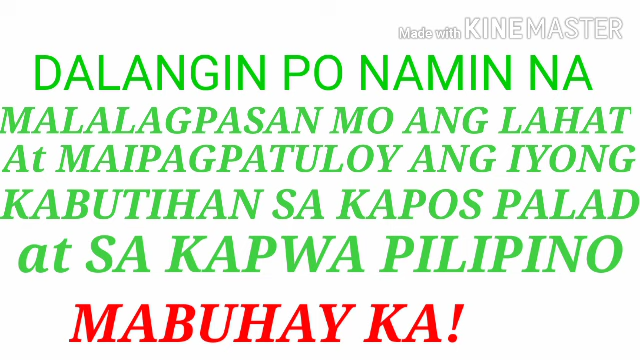 Made with KINEMASTER
DALANGIN PO NAMIN NA
MALALAGPASAN MO ANG LAHAT
At MAIPAGPATULOY ANG IYONG
KABUTIHAN SA KAPOS PALAD
at SA KAPWA PILIPINO
MABUHAY KA!